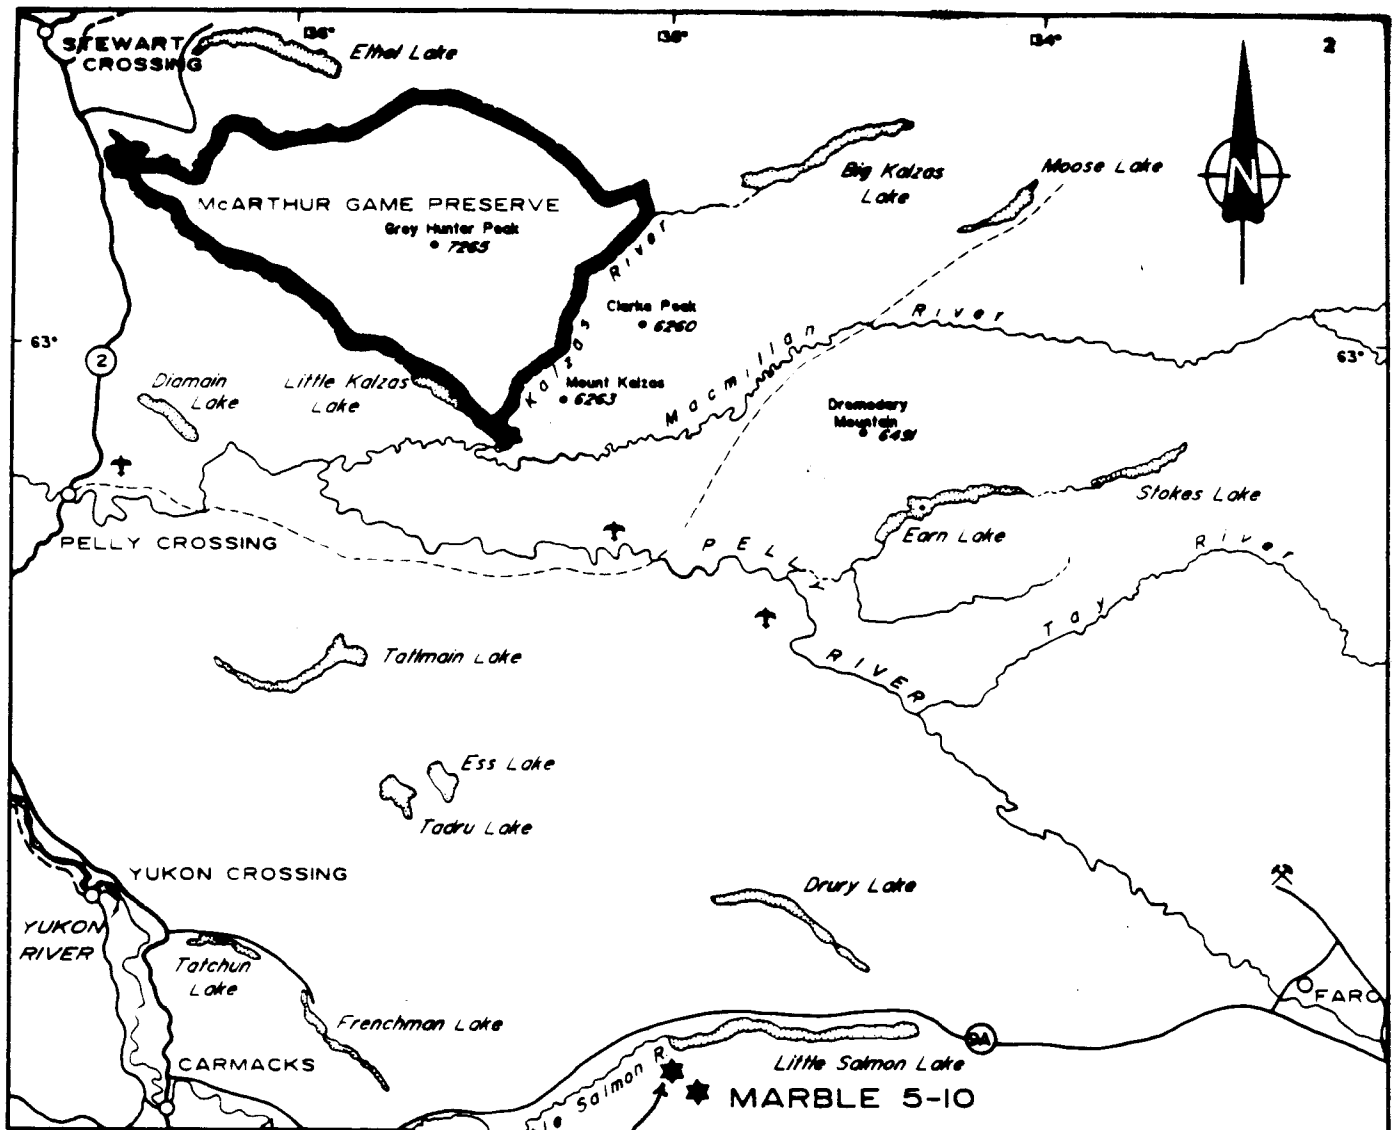 136°
136°
134°
2
STEWART
CROSSING
Ethel Lake
N
Big Kalzas
Lake
Moose Lake
McARTHUR GAME PRESERVE
Grey Hunter Peak
7265
Kalzas River
Clarke Peak
6260
Macmillan River
63°
63°
2
Diamain
Lake
Little Kalzas
Lake
Mount Kalzas
6263
Dromedary
Mountain
6491
Stokes Lake
Earn Lake
PELLY CROSSING
PELLY RIVER
Tay River
Tatlmain Lake
Ess Lake
Tadru Lake
YUKON CROSSING
YUKON
RIVER
Drury Lake
Tatchun
Lake
Frenchman Lake
FARO
CARMACKS
9A
Little Salmon Lake
le Salmon R.
MARBLE 5-10